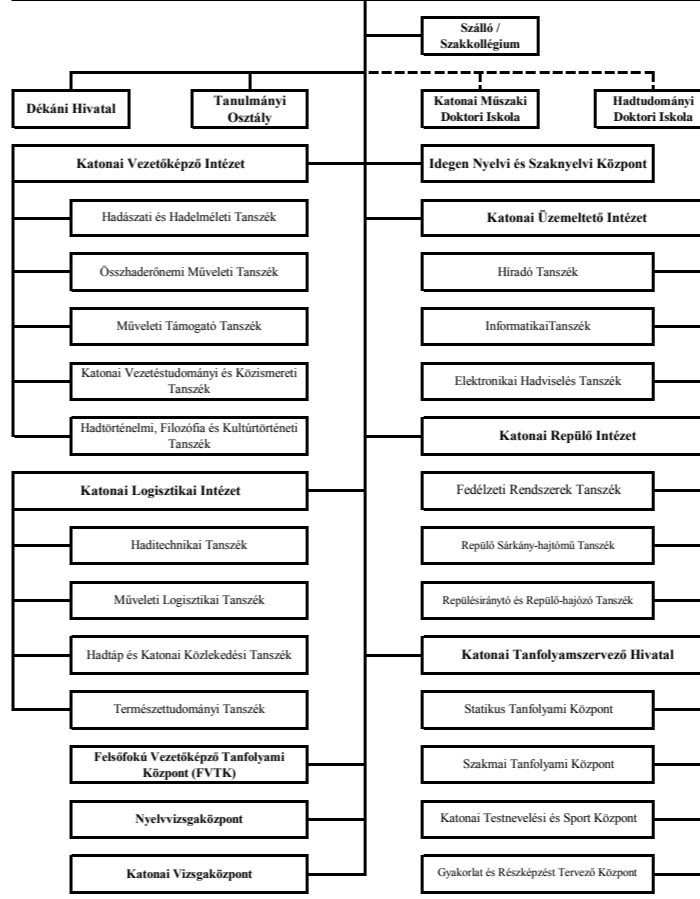 Szálló /
Szakkollégium
Dékáni Hivatal
Tanulmányi
Osztály
Katonai Műszaki
Doktori Iskola
Hadtudományi
Doktori Iskola
Katonai Vezetőképző Intézet
Idegen Nyelvi és Szaknyelvi Központ
Hadászati és Hadelméleti Tanszék
Katonai Üzemeltető Intézet
Összhaderőnemi Műveleti Tanszék
Híradó Tanszék
Műveleti Támogató Tanszék
InformatikaiTanszék
Katonai Vezetéstudományi és Közismereti
Tanszék
Elektronikai Hadviselés Tanszék
Hadtörténelmi, Filozófia és Kultúrtörténeti
Tanszék
Katonai Repülő Intézet
Katonai Logisztikai Intézet
Fedélzeti Rendszerek Tanszék
Haditechnikai Tanszék
Repülő Sárkány-hajtómű Tanszék
Műveleti Logisztikai Tanszék
Repülésiránytó és Repülő-hajózó Tanszék
Hadtáp és Katonai Közlekedési Tanszék
Katonai Tanfolyamszervező Hivatal
Természettudományi Tanszék
Statikus Tanfolyami Központ
Felsőfokú Vezetőképző Tanfolyami
Központ (FVTK)
Szakmai Tanfolyami Központ
Nyelvvizsgaközpont
Katonai Testnevelési és Sport Központ
Katonai Vizsgaközpont
Gyakorlat és Részképzést Tervező Központ